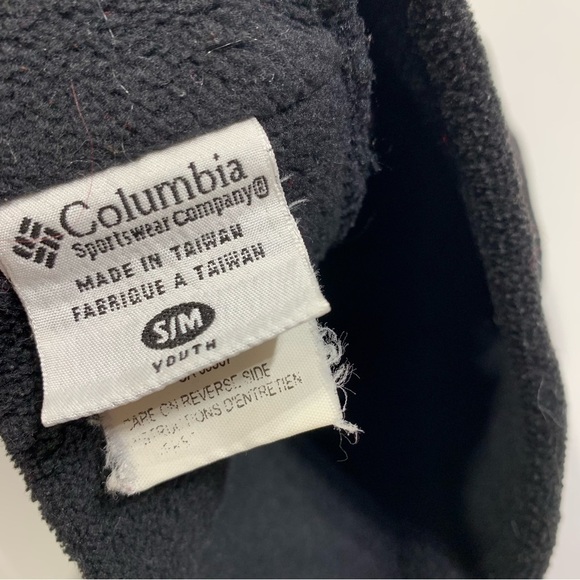 Columbia
Sportswear Company®
MADE IN TAIWAN
FABRIQUE A TAIWAN
S/M
YOUTH
CARE ON REVERSE SIDE
INSTRUCTIONS D'ENTRETIEN